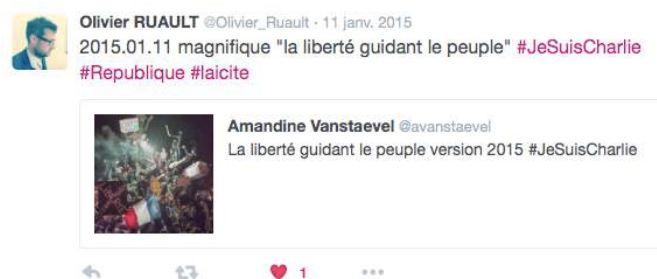 Olivier RUAULT @Olivier_Ruault · 11 janv. 2015
2015.01.11 magnifique "la liberté guidant le peuple" #JeSuisCharlie
#Republique #laicite
Amandine Vanstaevel @avanstaevel
La liberté guidant le peuple version 2015 #JeSuisCharlie
1